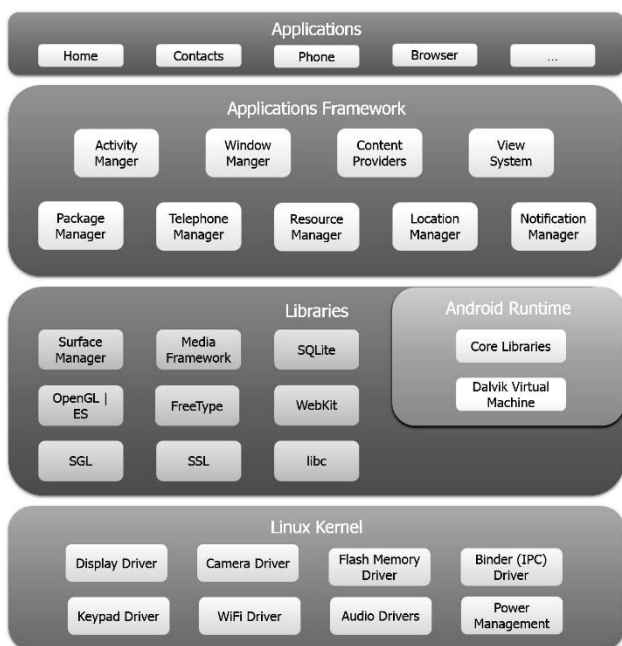 Applications
Home
Contacts
Phone
Browser
...
Applications Framework
Activity
Manger
Window
Manger
Content
Providers
View
System
Package
Manager
Telephone
Manager
Resource
Manager
Location
Manager
Notification
Manager
Libraries
Surface
Manager
Media
Framework
SQLite
OpenGL |
ES
FreeType
WebKit
SGL
SSL
libc
Android Runtime
Core Libraries
Dalvik Virtual
Machine
Linux Kernel
Display Driver
Camera Driver
Flash Memory
Driver
Binder (IPC)
Driver
Keypad Driver
WiFi Driver
Audio Drivers
Power
Management